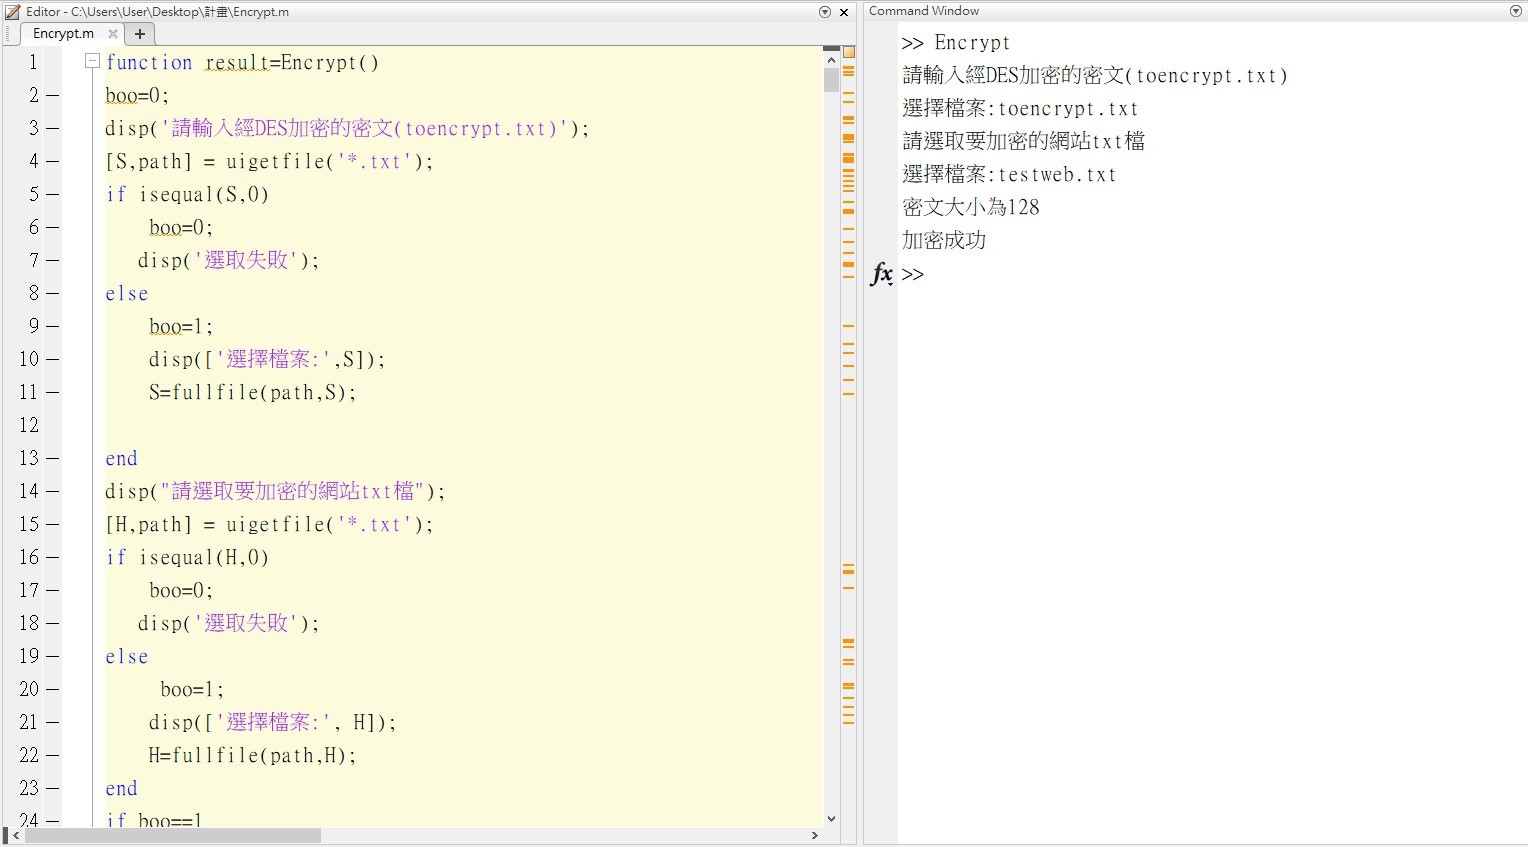 Editor - C:\Users\User\Desktop\計畫\Encrypt.m
Encrypt.m
1 function result=Encrypt()
2 boo=0;
3 disp('請輸入經DES加密的密文(toencrypt.txt)');
4 [S,path] = uigetfile('*.txt');
5 if isequal(S,0)
6 boo=0;
7 disp('選取失敗');
8 else
9 boo=1;
10 disp(['選擇檔案:',S]);
11 S=fullfile(path,S);
12
13 end
14 disp("請選取要加密的網站txt檔");
15 [H,path] = uigetfile('*.txt');
16 if isequal(H,0)
17 boo=0;
18 disp('選取失敗');
19 else
20 boo=1;
21 disp(['選擇檔案:', H]);
22 H=fullfile(path,H);
23 end
24 if boo==1
Command Window
>> Encrypt
請輸入經DES加密的密文(toencrypt.txt)
選擇檔案:toencrypt.txt
請選取要加密的網站txt檔
選擇檔案:testweb.txt
密文大小為128
加密成功
fx >>